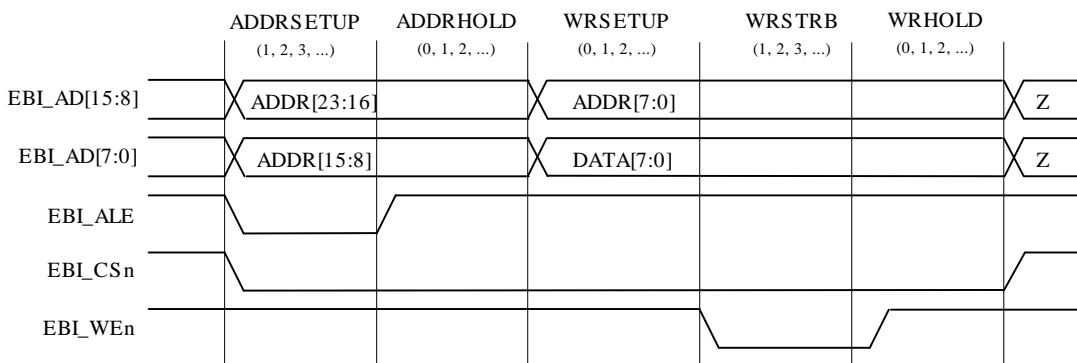 ADDRSETUP ADDRHOLD WRSETUP WRSTRB WRHOLD
(1, 2, 3, ...) (0, 1, 2, ...) (0, 1, 2, ...) (1, 2, 3, ...) (0, 1, 2, ...)
EBI_AD[15:8] ADDR[23:16] ADDR[7:0] Z
EBI_AD[7:0] ADDR[15:8] DATA[7:0] Z
EBI_ALE
EBI_CSn
EBI_WEn